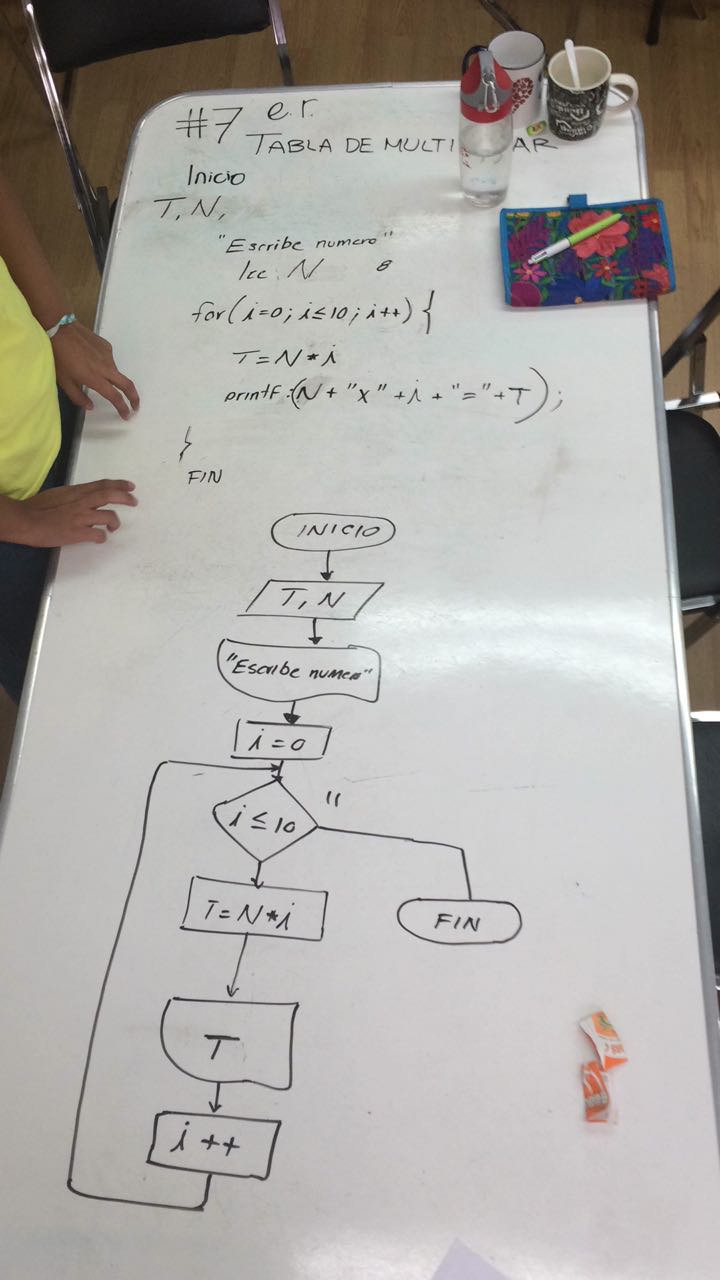 #7 e.r.
TABLA DE MULTI AR
Inicio
T, N,
"Escribe numero"
lee N 8
for(i=0; i≤10; i++) {
T=N*i
printf:(N+"x"+i+"="+T);
}
FIN
INICIO
T, N
"Escribe numero"
i=0
i≤10
"
T=N*i
FIN
T
i++